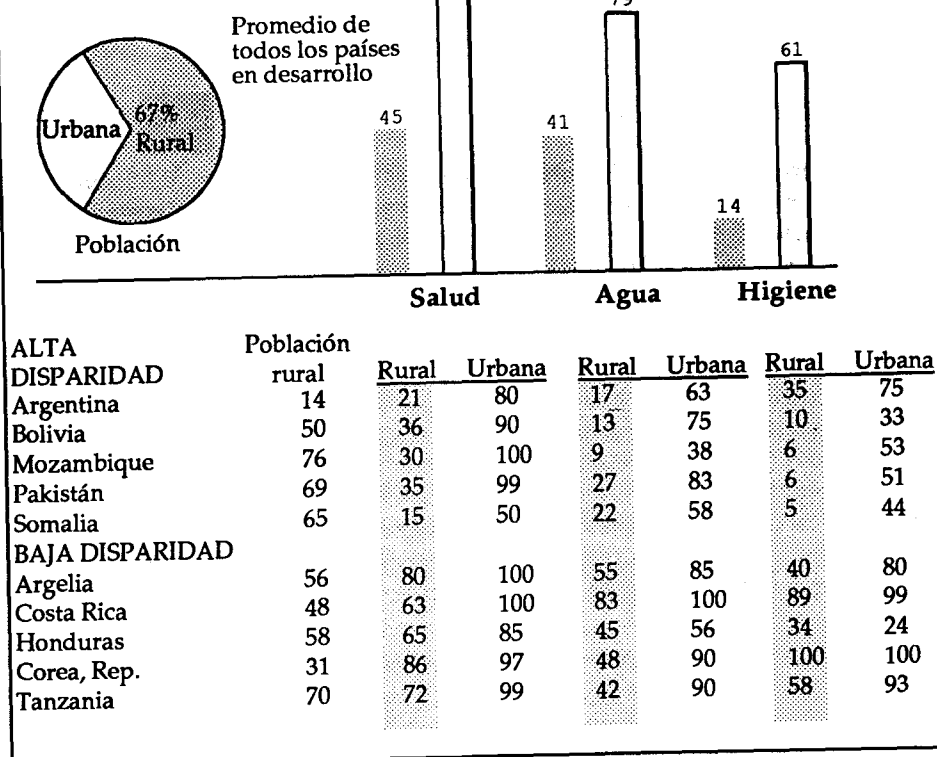 Promedio de
todos los países
en desarrollo
79
61
45
41
14
67%
Urbana
Rural
Población
Salud Agua Higiene
ALTA Población
DISPARIDAD rural Rural Urbana Rural Urbana Rural Urbana
Argentina 14 21 80 17 63 35 75
Bolivia 50 36 90 13 75 10 33
Mozambique 76 30 100 9 38 6 53
Pakistán 69 35 99 27 83 6 51
Somalia 65 15 50 22 58 5 44
BAJA DISPARIDAD
Argelia 56 80 100 55 85 40 80
Costa Rica 48 63 100 83 100 89 99
Honduras 58 65 85 45 56 34 24
Corea, Rep. 31 86 97 48 90 100 100
Tanzania 70 72 99 42 90 58 93